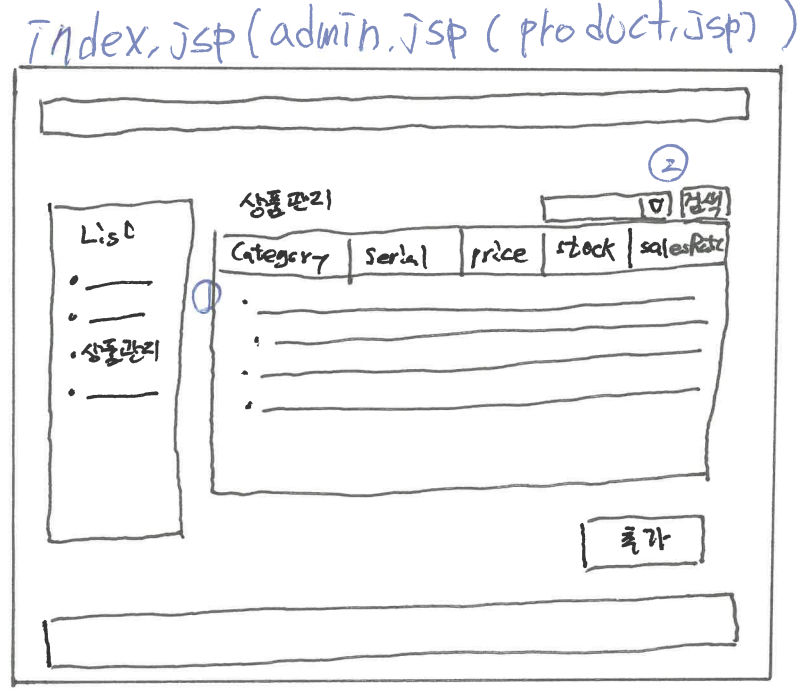 index.jsp (admin.jsp (product.jsp))
②
상품관리
검색
List
Category serial price stock salesRate
①
상품관리
추가